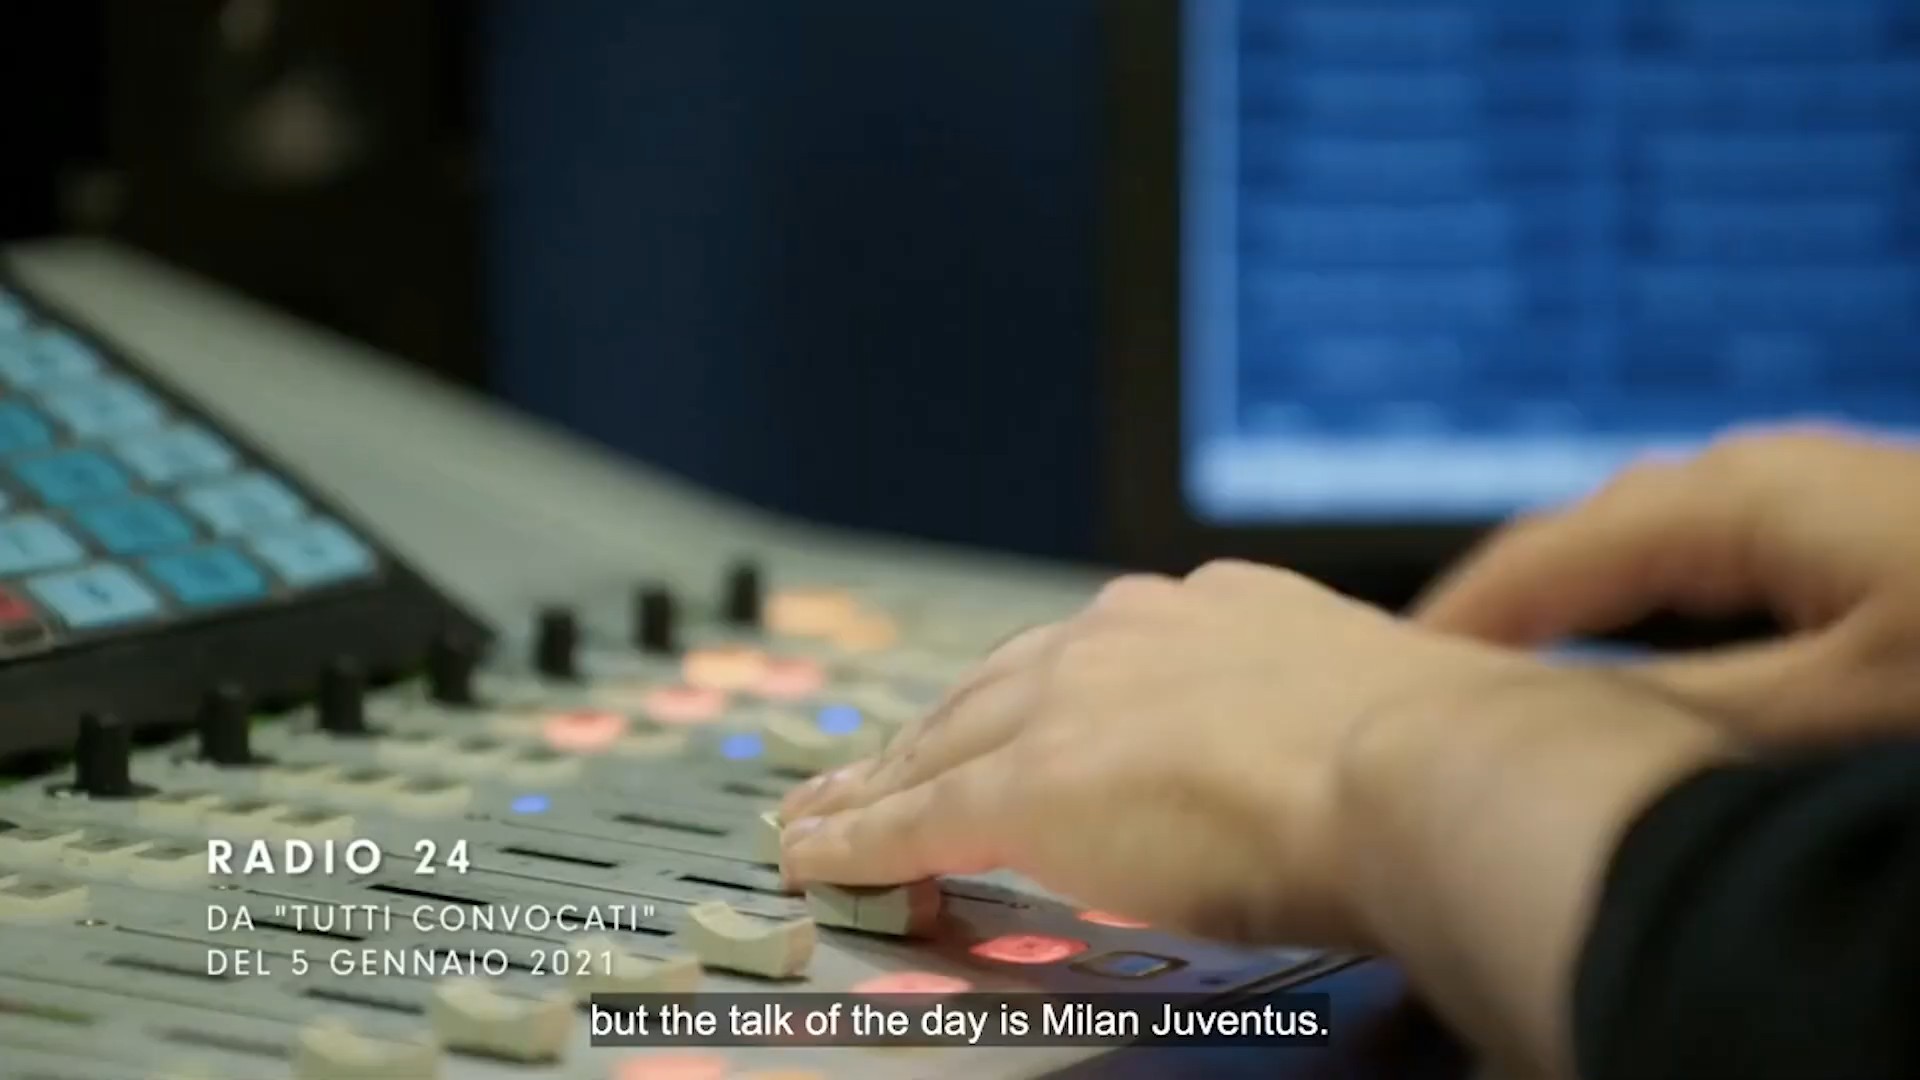 RADIO 24
DA "TUTTI CONVOCATI"
DEL 5 GENNAIO 2021
but the talk of the day is Milan Juventus.